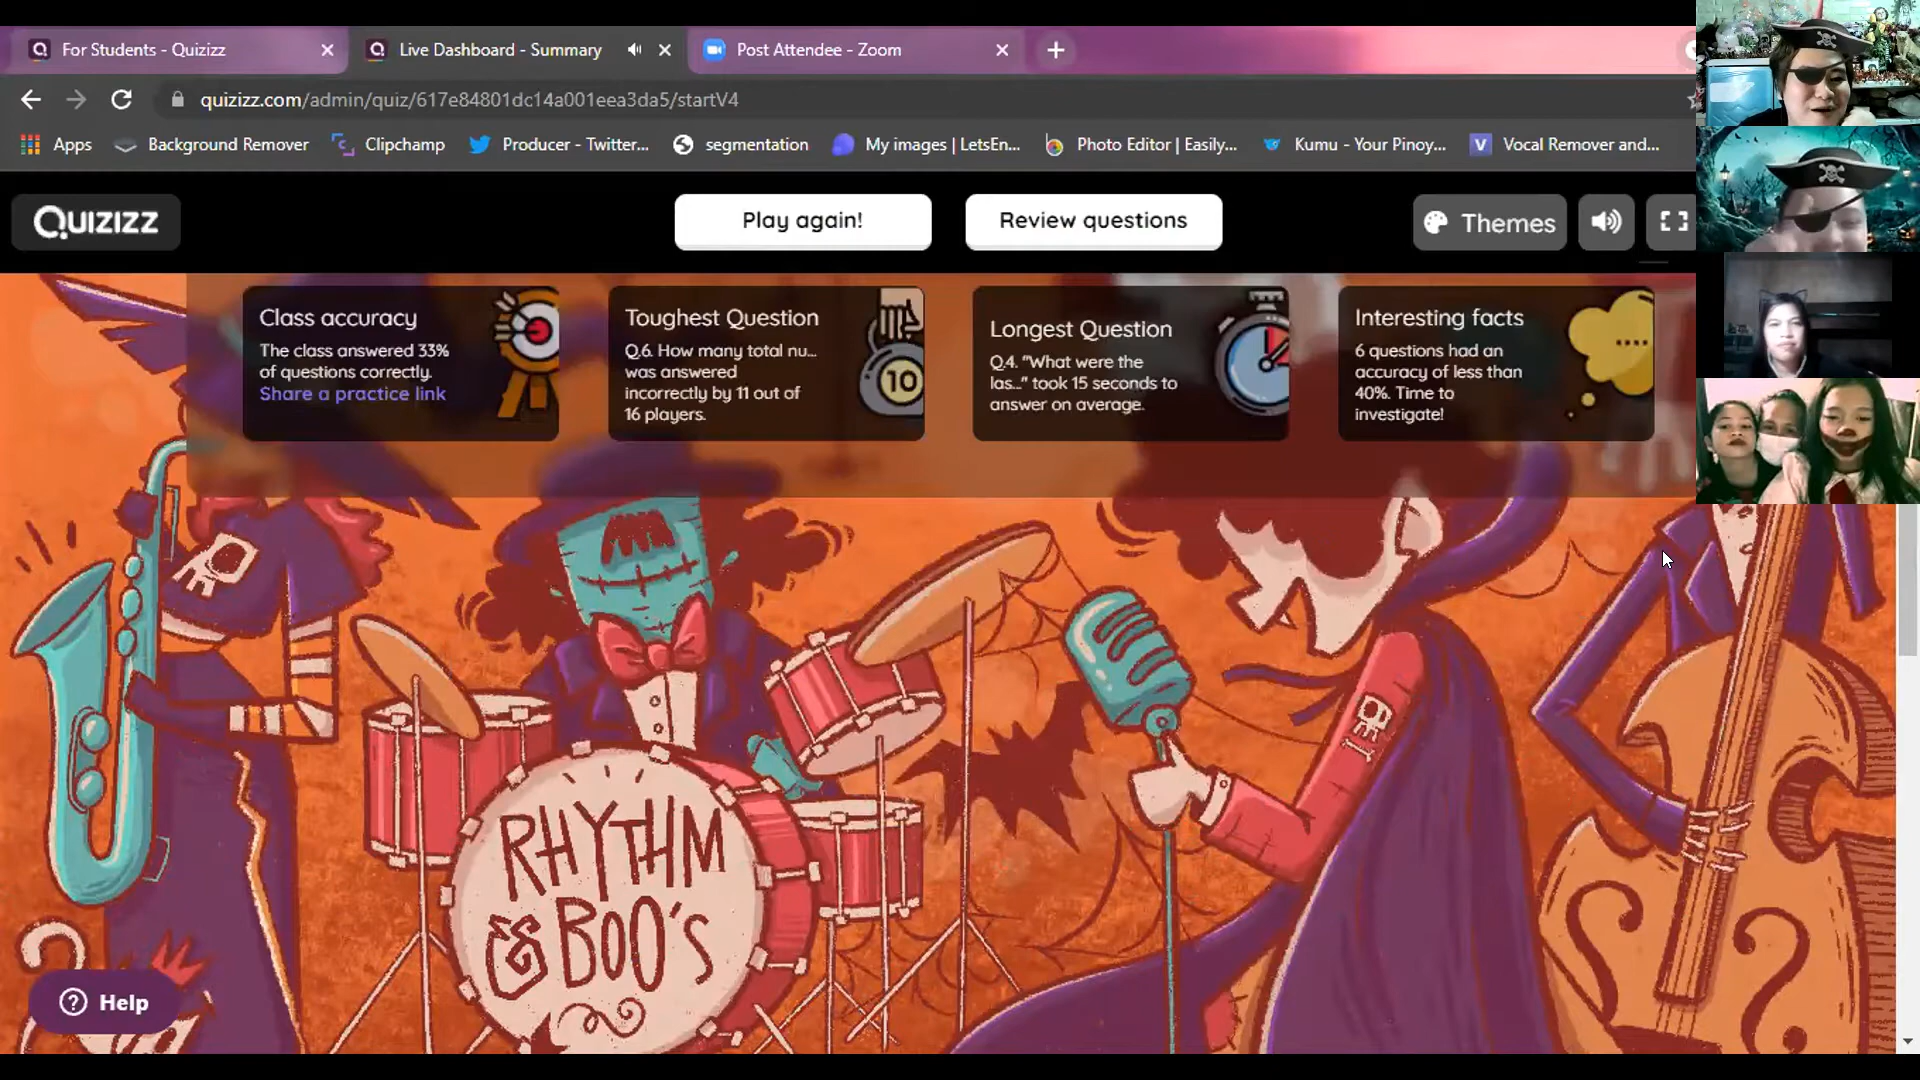 For Students - Quizizz
Live Dashboard - Summary
Post Attendee - Zoom
quizizz.com/admin/quiz/617e84801dc14a001eea3da5/startV4
Apps
Background Remover
Clipchamp
Producer - Twitter...
segmentation
My images | LetsEn...
Photo Editor | Easily...
Kumu - Your Pinoy...
V
Vocal Remover and...
QUIZIZZ
Play again!
Review questions
Themes
Class accuracy
The class answered 33%
of questions correctly.
Share a practice link
Toughest Question
Q.6. How many total nu...
was answered
incorrectly by 11 out of
16 players.
10
Longest Question
Q.4. "What were the
las..." took 15 seconds to
answer on average.
Interesting facts
6 questions had an
accuracy of less than
40%. Time to
investigate!
RHYTHM
& BOO'S
Help